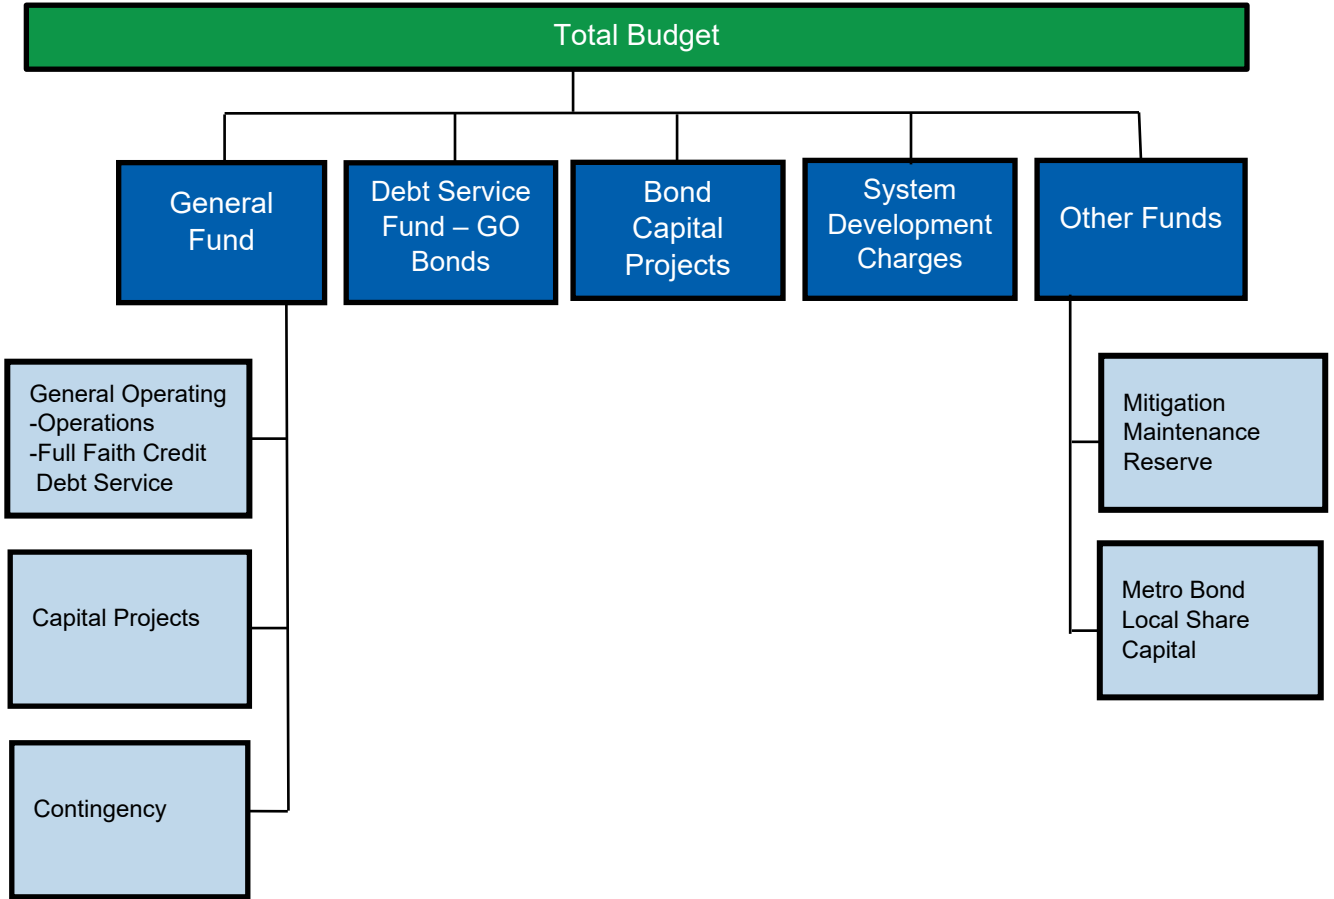 Total Budget
General
Fund
Debt Service
Fund – GO
Bonds
Bond
Capital
Projects
System
Development
Charges
Other Funds
General Operating
-Operations
-Full Faith Credit
Debt Service
Capital Projects
Contingency
Mitigation
Maintenance
Reserve
Metro Bond
Local Share
Capital